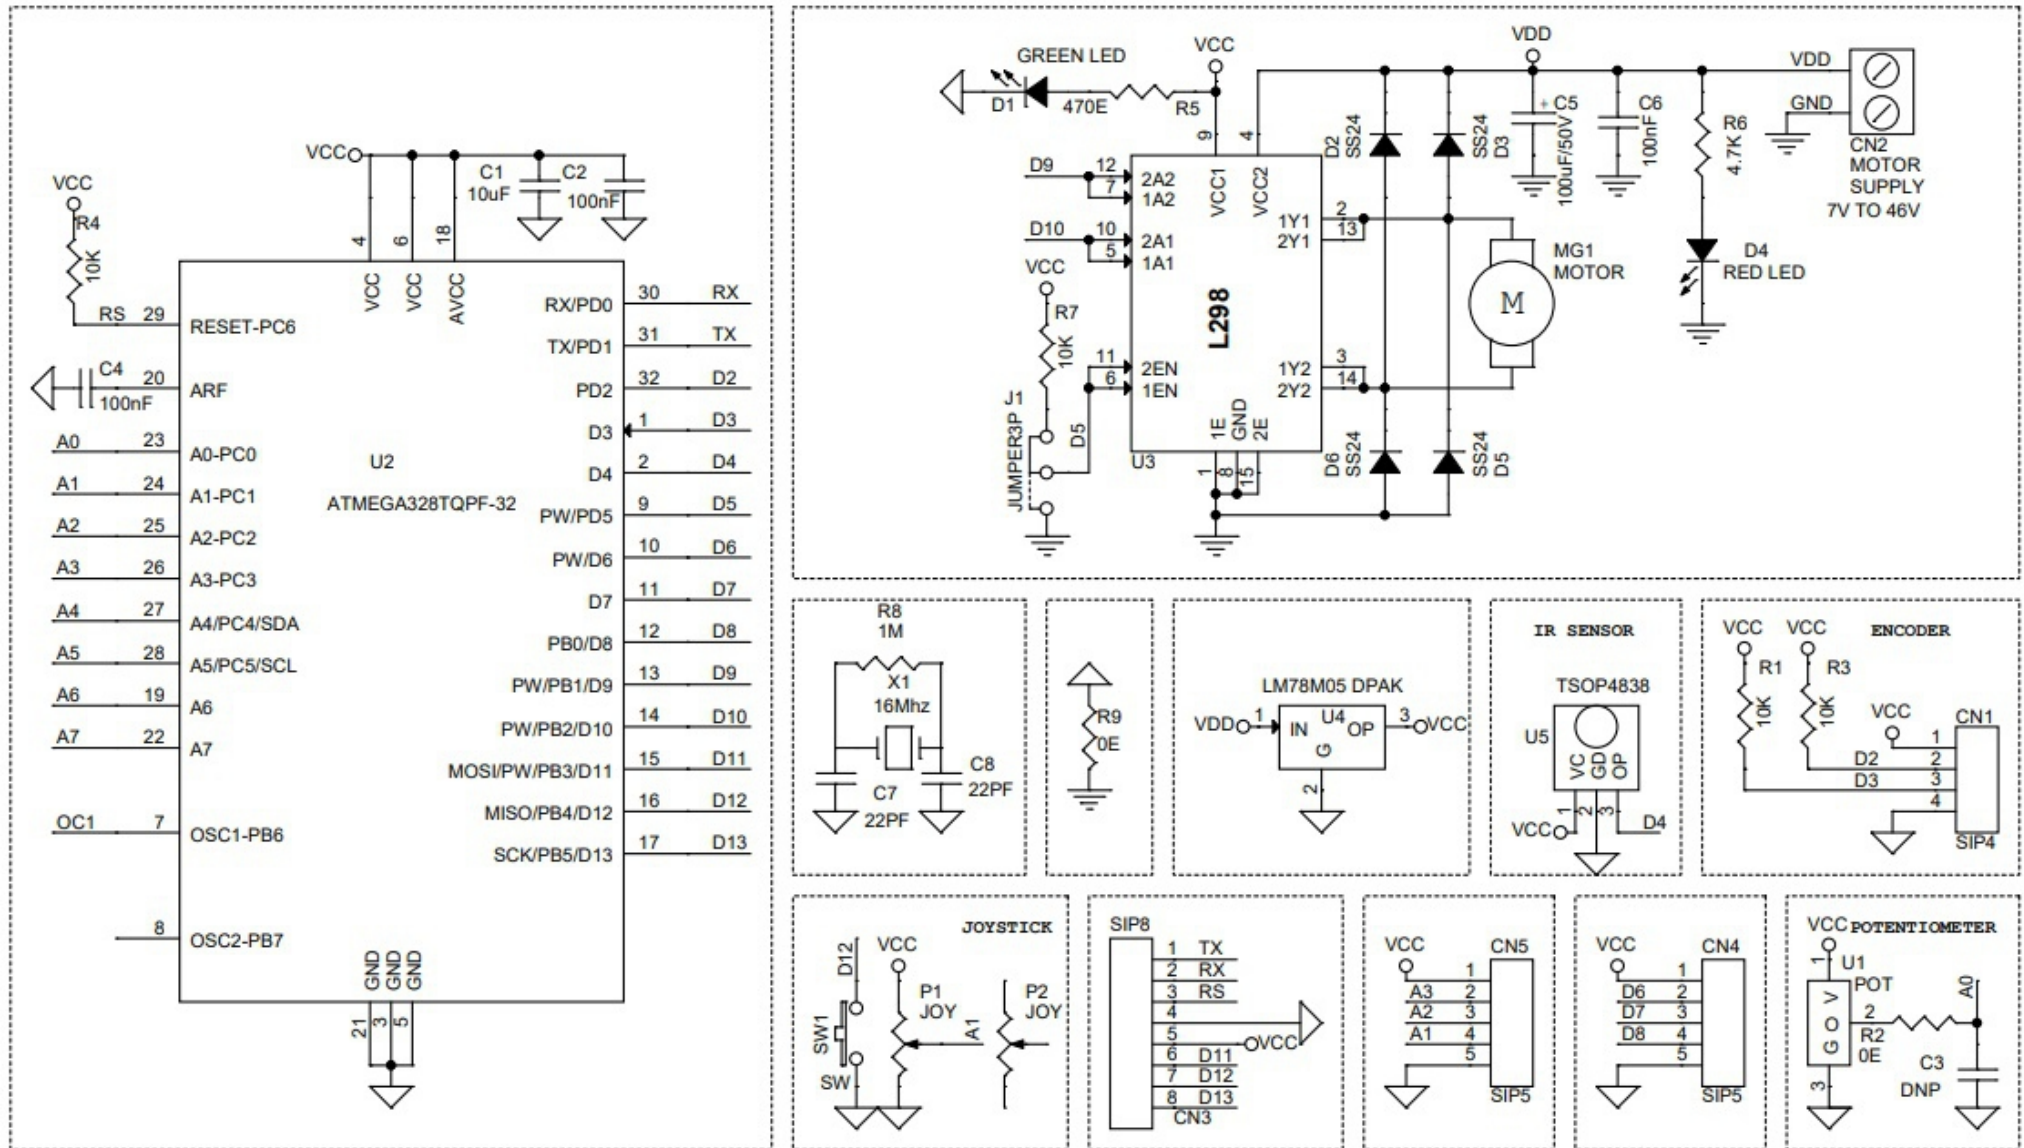 VCC
C1
10uF
C2
100nF
VCC
R4
10K
4
6
18
VCC
VCC
AVCC
RS 29 RESET-PC6
C4
100nF
20 ARF
A0 23 A0-PC0
A1 24 A1-PC1
A2 25 A2-PC2
A3 26 A3-PC3
A4 27 A4/PC4/SDA
A5 28 A5/PC5/SCL
A6 19 A6
A7 22 A7
OC1 7 OSC1-PB6
8 OSC2-PB7
U2
ATMEGA328TQPF-32
RX/PD0 30 RX
TX/PD1 31 TX
PD2 32 D2
D3 1 D3
D4 2 D4
PW/PD5 9 D5
PW/D6 10 D6
D7 11 D7
PB0/D8 12 D8
PW/PB1/D9 13 D9
PW/PB2/D10 14 D10
MOSI/PW/PB3/D11 15 D11
MISO/PB4/D12 16 D12
SCK/PB5/D13 17 D13
GND
GND
GND
21
3
5
GREEN LED
D1
470E
R5
VCC
9
4
VCC1
VCC2
D9
12 2A2
7 1A2
D10
10 2A1
5 1A1
VCC
R7
10K
11 2EN
6 1EN
J1
JUMPER3P
D5
L298
U3
1E
GND
2E
1
8
15
1Y1 2
2Y1 13
1Y2 3
2Y2 14
D2
SS24
SS24
D3
D6
SS24
SS24
D5
VDD
+ C5
100uF/50V
C6
100nF
R6
4.7K
D4
RED LED
MG1
MOTOR
M
VDD
GND
CN2
MOTOR
SUPPLY
7V TO 46V
R8
1M
X1
16Mhz
C7
22PF
C8
22PF
R9
0E
LM78M05 DPAK
VDD 1 IN U4 OP 3 VCC
G
2
IR SENSOR
TSOP4838
U5
VC
GD
OP
1
2
3
VCC
D4
ENCODER
VCC
VCC
R1
10K
R3
10K
VCC
CN1
1
D2 2
D3 3
4
SIP4
JOYSTICK
D12
SW1
SW
VCC
P1
JOY
A1
P2
JOY
SIP8
1 TX
2 RX
3 RS
4
5 VCC
6 D11
7 D12
8 D13
CN3
VCC
CN5
1
A3 2
A2 3
A1 4
5
SIP5
VCC
CN4
1
D6 2
D7 3
D8 4
5
SIP5
VCC
POTENTIOMETER
1
U1
POT
V
O
G
2
R2
0E
3
A0
C3
DNP